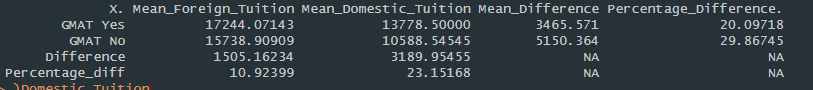 X. Mean_Foreign_Tuition Mean_Domestic_Tuition Mean_Difference Percentage_Difference.
GMAT Yes 17244.07143 13778.50000 3465.571 20.09718
GMAT No 15738.90909 10588.54545 5150.364 29.86745
Difference 1505.16234 3189.95455 NA NA
Percentage_diff 10.92399 23.15168 NA NA